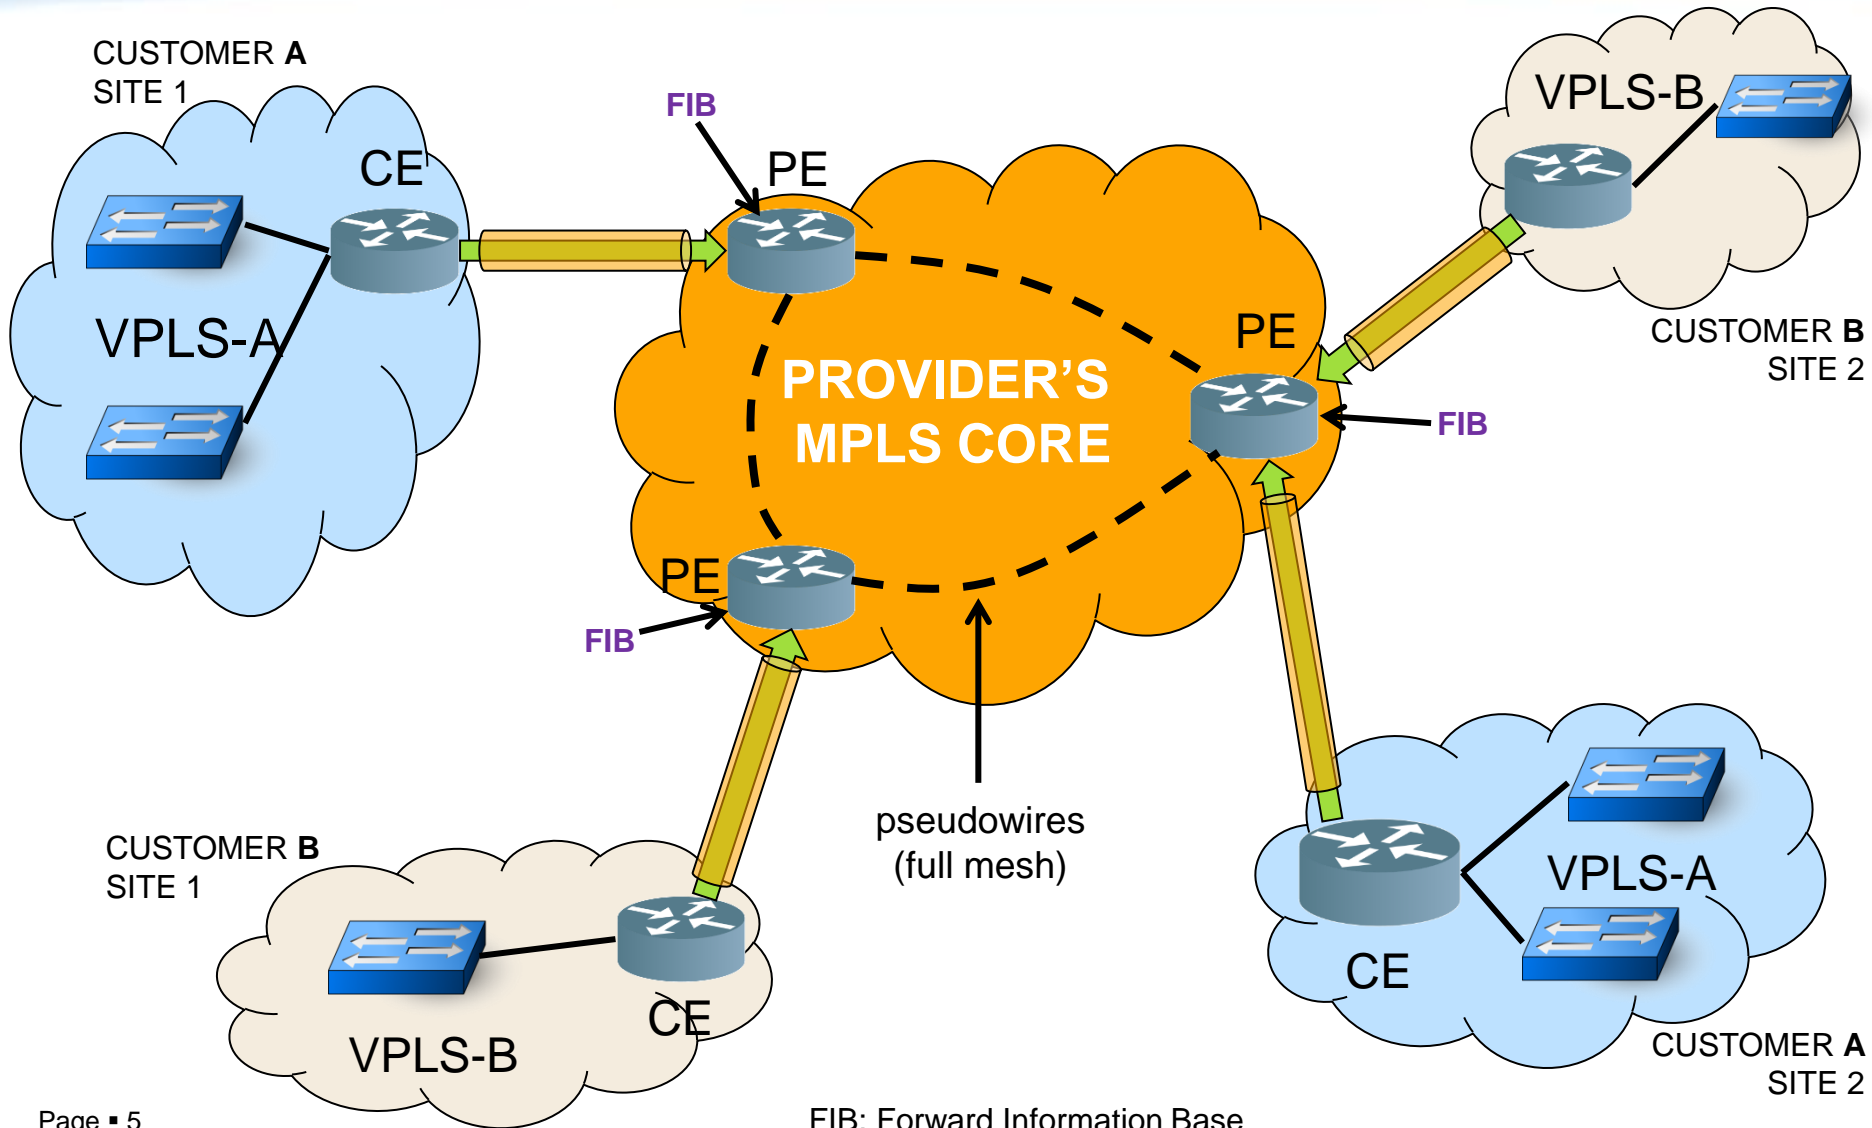 CUSTOMER A
SITE 1
CE
VPLS-A
FIB
PE
PROVIDER’S
MPLS CORE
PE
FIB
VPLS-B
CUSTOMER B
SITE 2
PE
FIB
pseudowires
(full mesh)
CUSTOMER B
SITE 1
CE
VPLS-B
VPLS-A
CE
CUSTOMER A
SITE 2
Page ▪ 5
FIB: Forward Information Base